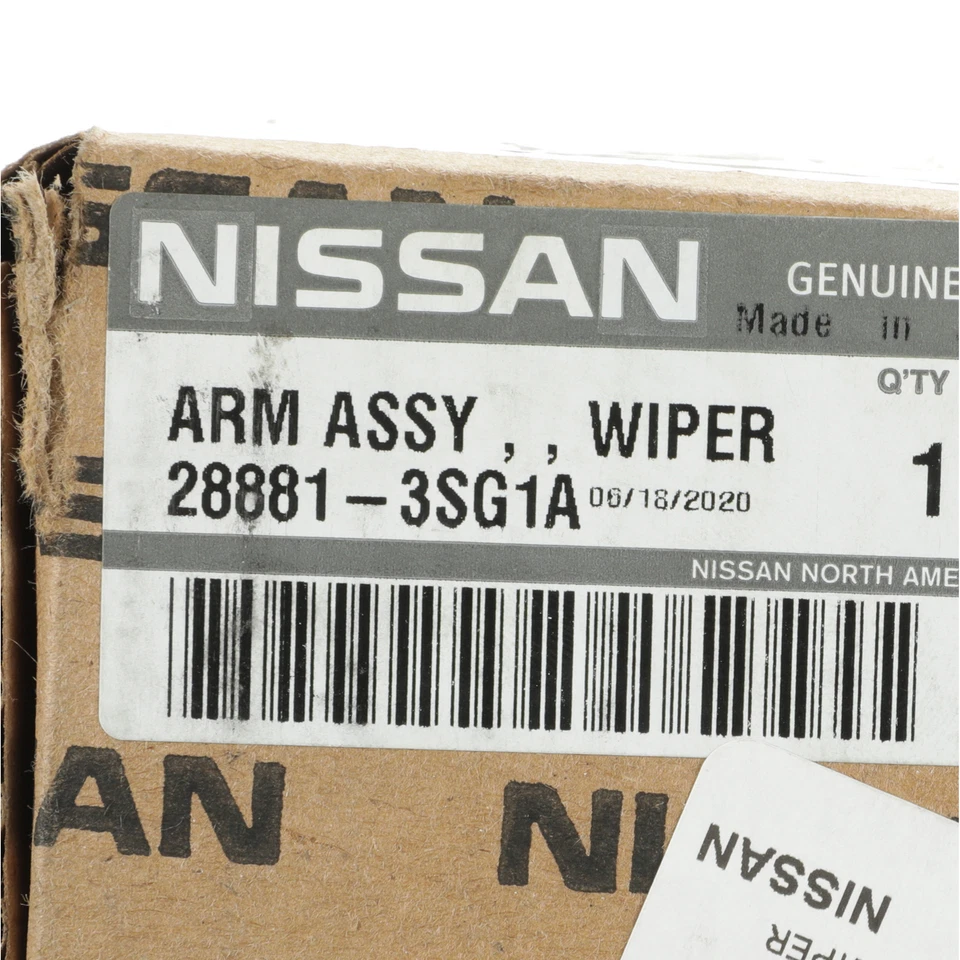 NISSAN
GENUINE
Made in
Q'TY
ARM ASSY , , WIPER
1
28881-3SG1A 06/18/2020
NISSAN NORTH AME
AN
NI
NISSAN